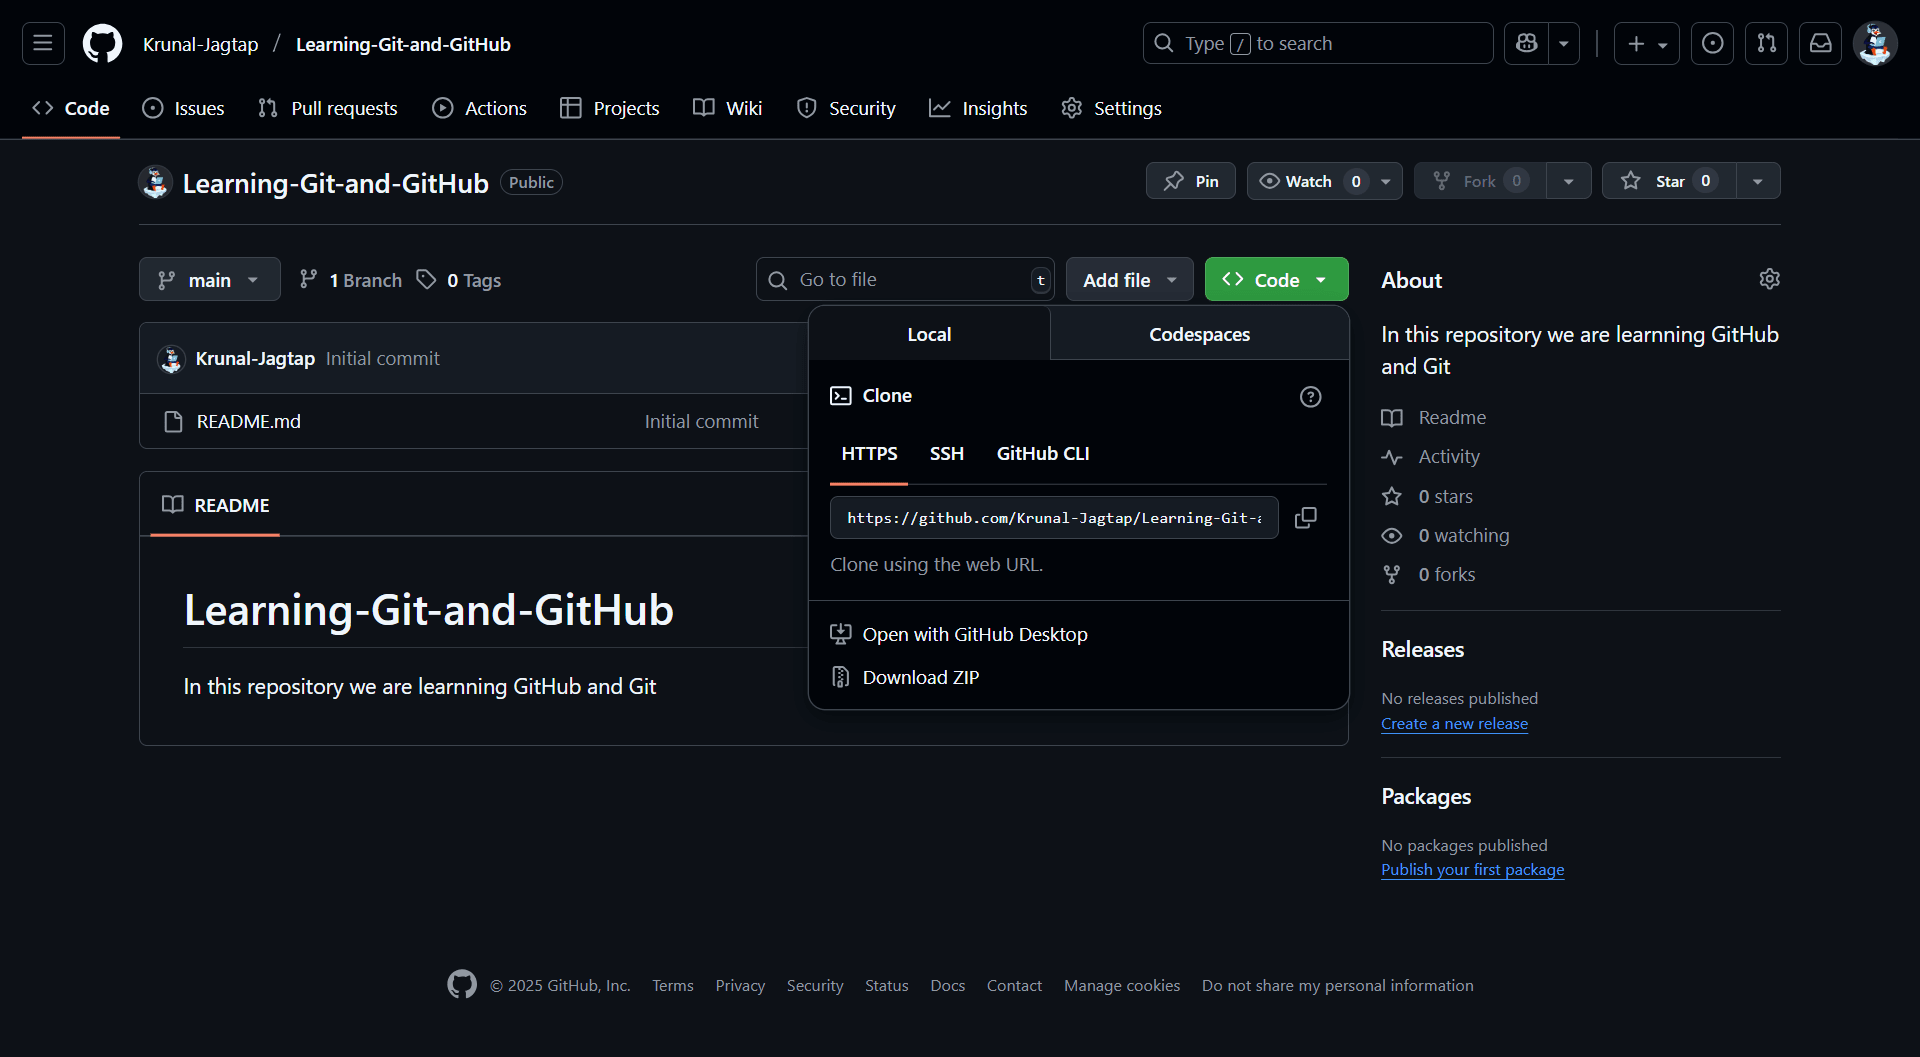 Krunal-Jagtap / Learning-Git-and-GitHub
Type / to search
Code Issues Pull requests Actions Projects Wiki Security Insights Settings
Learning-Git-and-GitHub Public
Pin Watch 0 Fork 0 Star 0
main 1 Branch 0 Tags
Go to file t Add file Code
Local Codespaces
Krunal-Jagtap Initial commit
README.md Initial commit
Clone
HTTPS SSH GitHub CLI
https://github.com/Krunal-Jagtap/Learning-Git-a
Clone using the web URL.
Open with GitHub Desktop
Download ZIP
README
Learning-Git-and-GitHub
In this repository we are learnning GitHub and Git
About
In this repository we are learnning GitHub
and Git
Readme
Activity
0 stars
0 watching
0 forks
Releases
No releases published
Create a new release
Packages
No packages published
Publish your first package
© 2025 GitHub, Inc. Terms Privacy Security Status Docs Contact Manage cookies Do not share my personal information